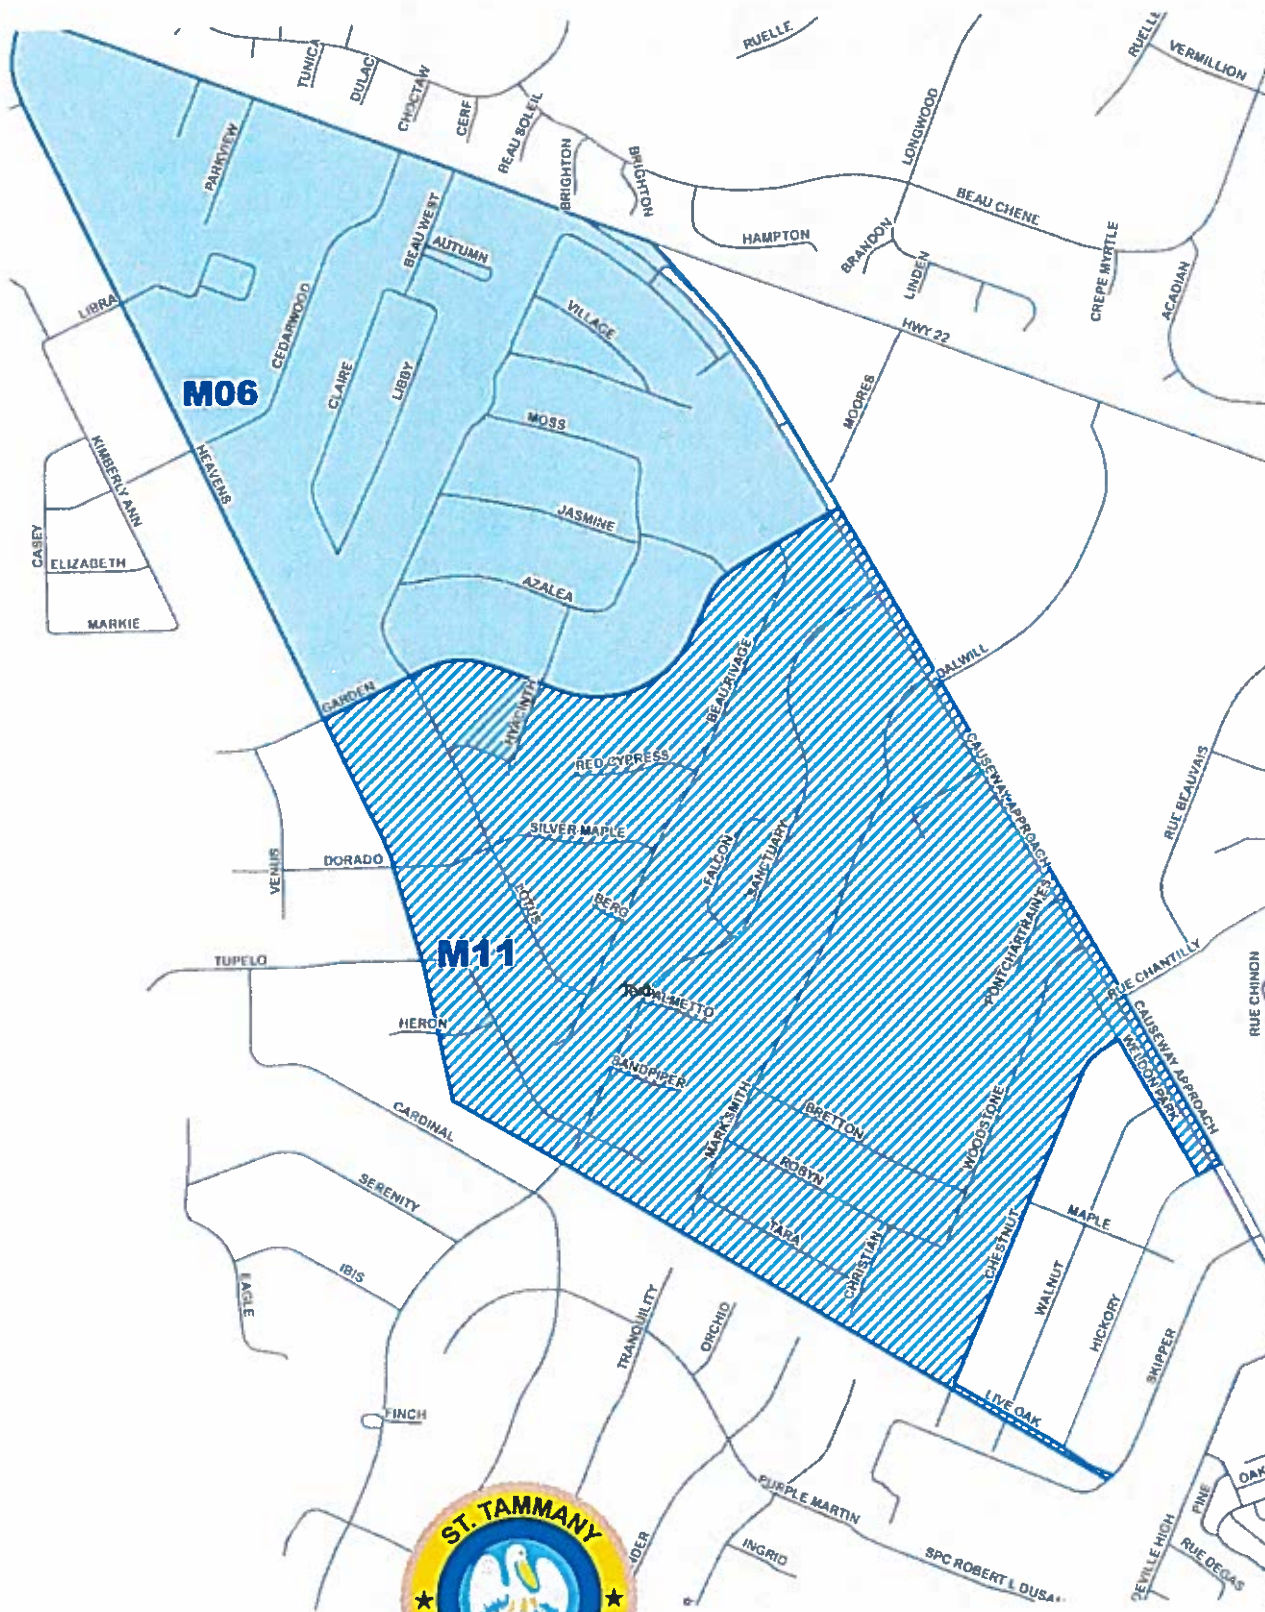 RUELLE
RUELLE
VERMILLION
TUNICA
DULAC
CHOCTAW
CERF
BEAU SOLEIL
BRIGHTON
BRIGHTON
LONGWOOD
PARKVIEW
BEAU WEST
AUTUMN
BEAU CHENE
HAMPTON
BRANDON
LINDEN
CREPE MYRTLE
ACADIAN
LIBRA
CEDARWOOD
VILLAGE
HWY 22
M06
CLAIRE
LIBBY
MOORES
MOSS
KIMBERLY ANN
HEAVENS
CASEY
JASMINE
ELIZABETH
AZALEA
MARKIE
DALWILL
GARDEN
HYACINTH
BEAU RIVAGE
RED CYPRESS
CAUSEWAY APPROACH
RUE BEAUVAIS
SILVER MAPLE
VENUS
DORADO
FALCON
SANCTUARY
LOTUS
BERG
M11
TUPELO
PONTCHARTRAINES
RUE CHANTILLY
RUE CHINON
PALMETTO
HERON
CAUSEWAY APPROACH
WELDON PARK
SANDPIPER
CARDINAL
MARK SMITH
BRETTON
WOODSTONE
ROBYN
SERENITY
TARA
CHRISTIAN
CHESTNUT
MAPLE
IBIS
EAGLE
WALNUT
HICKORY
SKIPPER
TRANQUILITY
ORCHID
FINCH
LIVE OAK
PURPLE MARTIN
INGRID
SPC ROBERT L DUSA
DEVILLE HIGH
PINE
OAK
RUE DEGAS
NDER
ST. TAMMANY